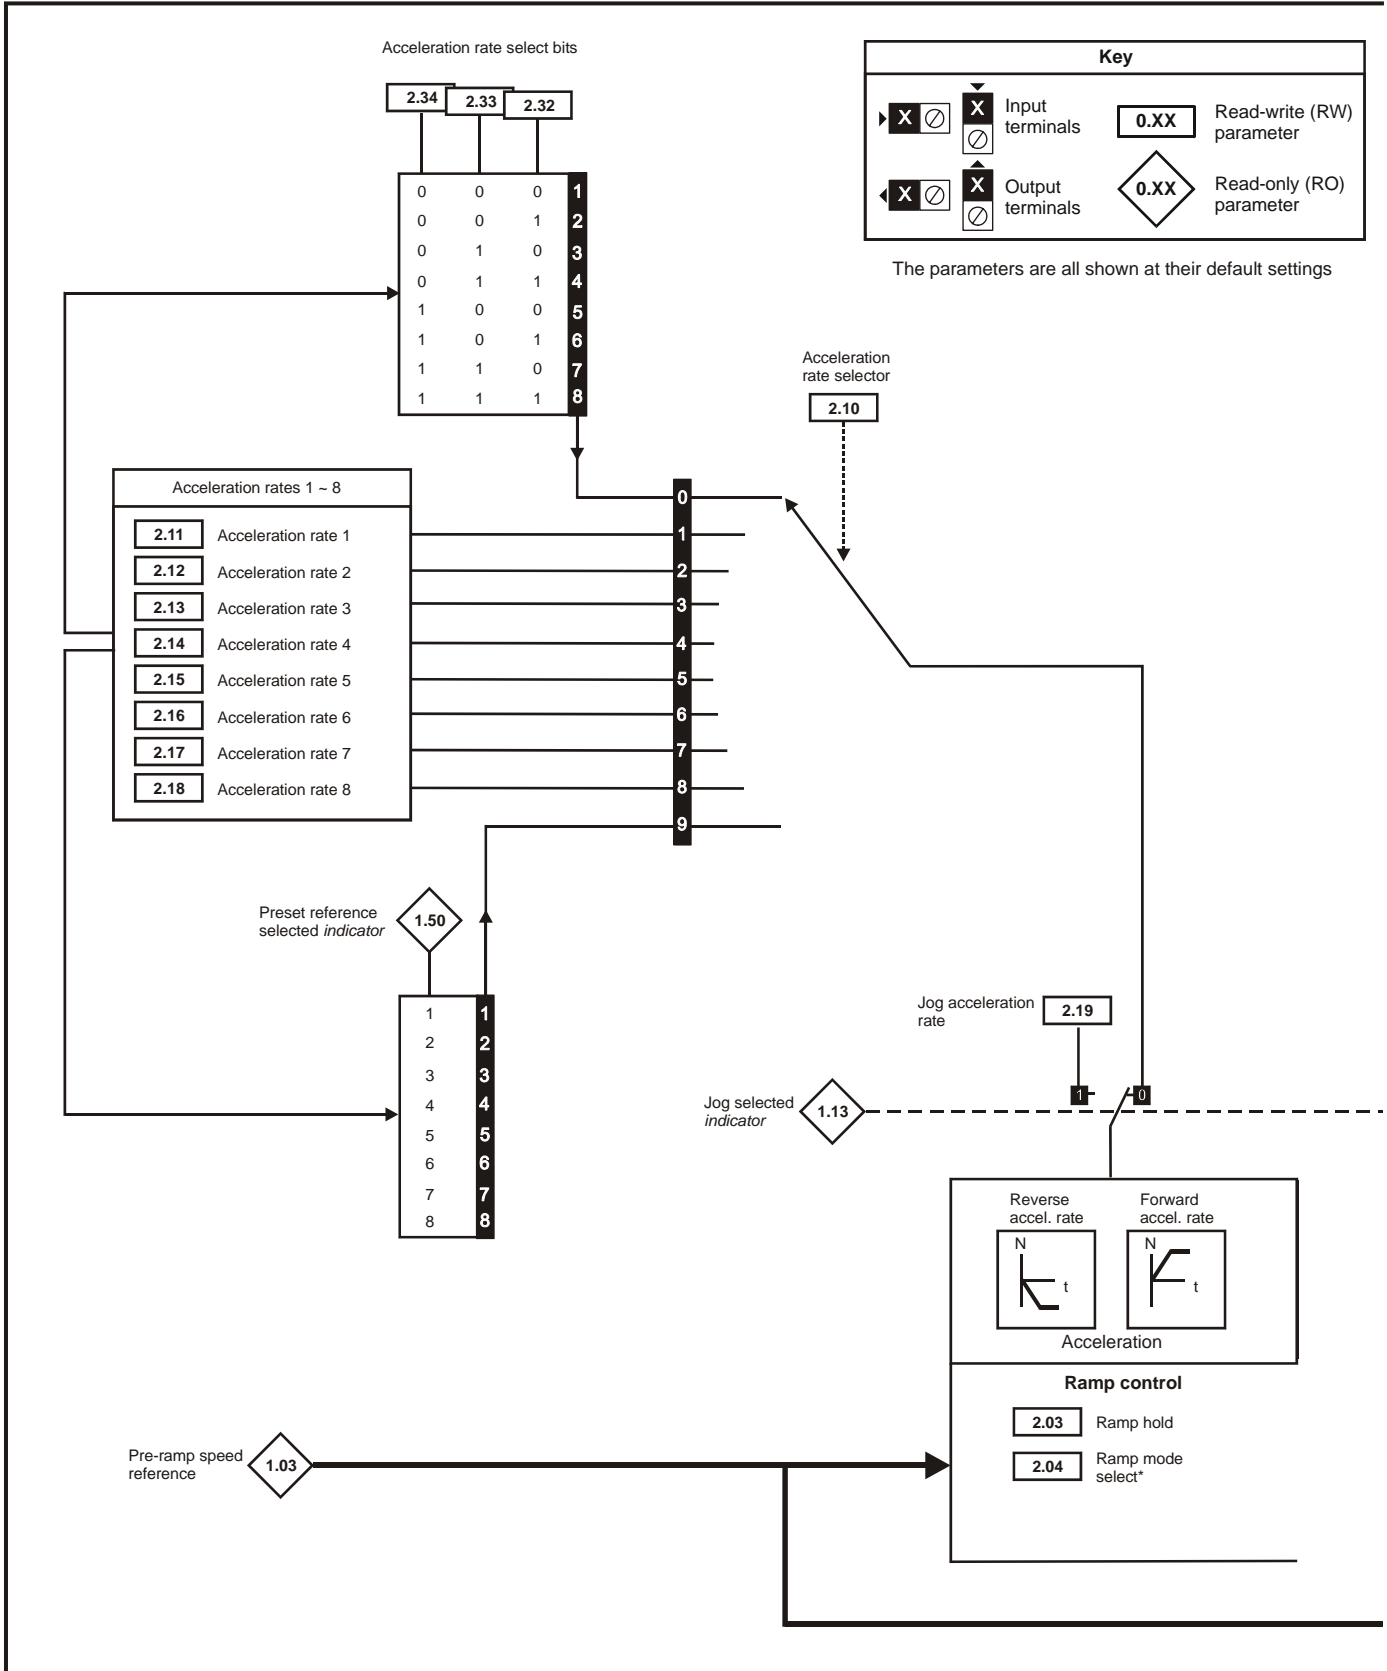 Acceleration rate select bits
2.34 2.33 2.32
0 0 0 1
0 0 1 2
0 1 0 3
0 1 1 4
1 0 0 5
1 0 1 6
1 1 0 7
1 1 1 8
Key
X X Input
terminals
0.XX Read-write (RW)
parameter
X X Output
terminals
0.XX Read-only (RO)
parameter
The parameters are all shown at their default settings
Acceleration
rate selector
2.10
Acceleration rates 1 ~ 8
2.11 Acceleration rate 1
2.12 Acceleration rate 2
2.13 Acceleration rate 3
2.14 Acceleration rate 4
2.15 Acceleration rate 5
2.16 Acceleration rate 6
2.17 Acceleration rate 7
2.18 Acceleration rate 8
0
1
2
3
4
5
6
7
8
9
Preset reference
selected indicator
1.50
1 1
2 2
3 3
4 4
5 5
6 6
7 7
8 8
Jog acceleration
rate
2.19
1 0
Jog selected
indicator
1.13
Reverse
accel. rate
N
t
Forward
accel. rate
N
t
Acceleration
Ramp control
2.03 Ramp hold
2.04 Ramp mode
select*
Pre-ramp speed
reference
1.03